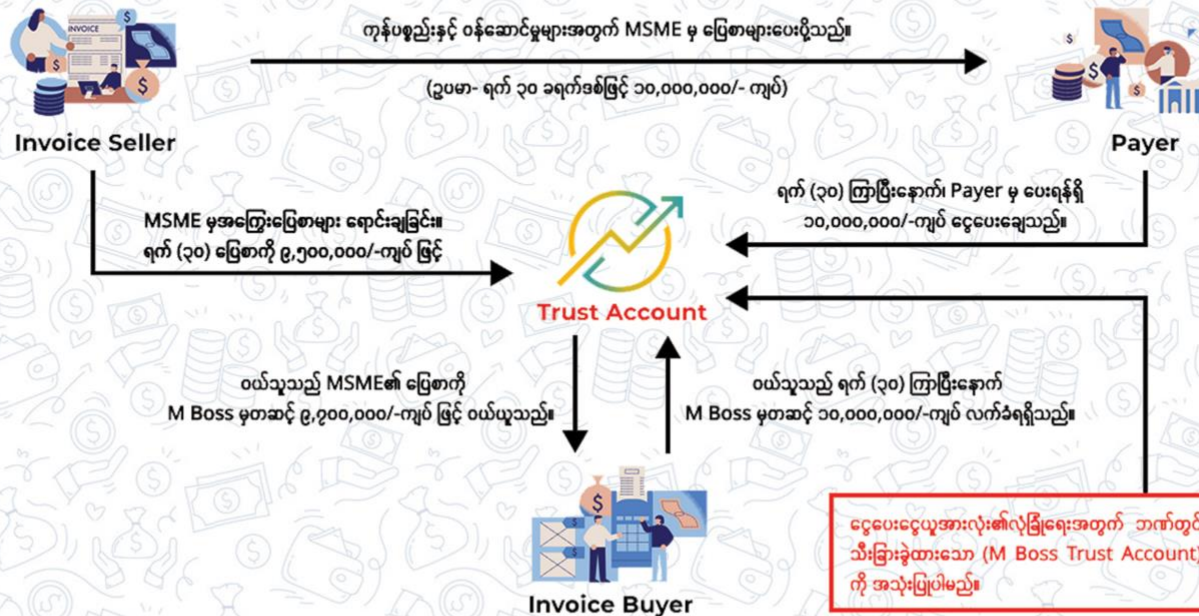 ကုန်ပစ္စည်းနှင့် ဝန်ဆောင်မှုများအတွက် MSME မှ ပြေစာများပေးပို့သည်။
(ဥပမာ- ရက် ၃၀ ခရက်ဒစ်ဖြင့် ၁၀,၀၀၀,၀၀၀/- ကျပ်)
INVOICE
Invoice Seller
Payer
MSME မှအကြွေးပြေစာများ ရောင်းချခြင်း။
ရက် (၃၀) ပြေစာကို ၉,၅၀၀,၀၀၀/-ကျပ် ဖြင့်
ရက် (၃၀) ကြာပြီးနောက်၊ Payer မှ ပေးရန်ရှိ
၁၀,၀၀၀,၀၀၀/-ကျပ် ငွေပေးချေသည်။
Trust Account
ဝယ်သူသည် MSME၏ ပြေစာကို
M Boss မှတဆင့် ၉,၇၀၀,၀၀၀/-ကျပ် ဖြင့် ဝယ်ယူသည်။
ဝယ်သူသည် ရက် (၃၀) ကြာပြီးနောက်
M Boss မှတဆင့် ၁၀,၀၀၀,၀၀၀/-ကျပ် လက်ခံရရှိသည်။
Invoice Buyer
ငွေပေးငွေယူအားလုံး၏လုံခြုံရေးအတွက် ဘဏ်တွင်
သီးခြားခွဲထားသော (M Boss Trust Account)
ကို အသုံးပြုပါမည်။